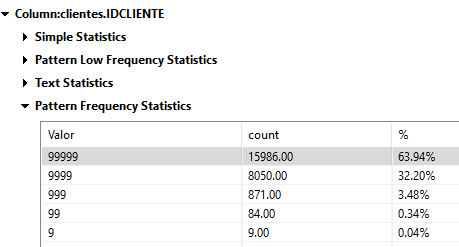 Column:clientes.IDCLIENTE
Simple Statistics
Pattern Low Frequency Statistics
Text Statistics
Pattern Frequency Statistics
Valor count %
99999 15986.00 63.94%
9999 8050.00 32.20%
999 871.00 3.48%
99 84.00 0.34%
9 9.00 0.04%